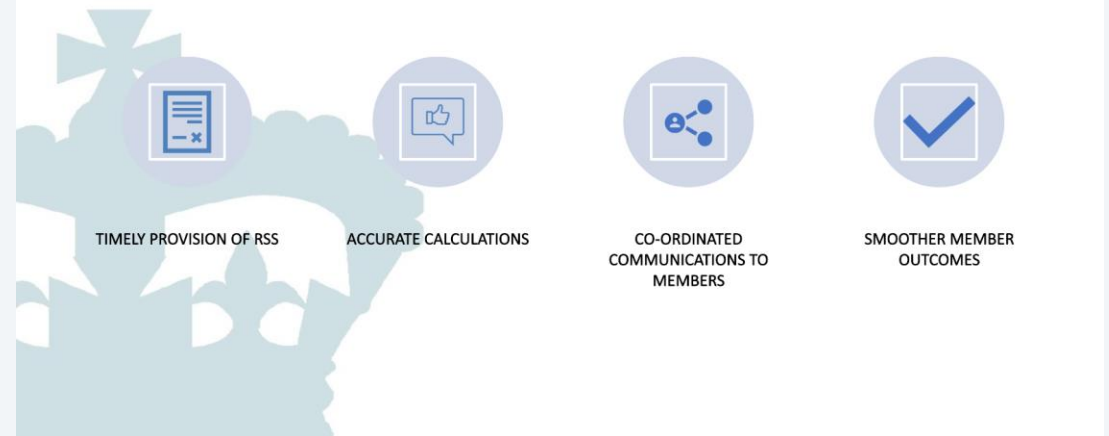 TIMELY PROVISION OF RSS
ACCURATE CALCULATIONS
CO-ORDINATED
COMMUNICATIONS TO
MEMBERS
SMOOTHER MEMBER
OUTCOMES